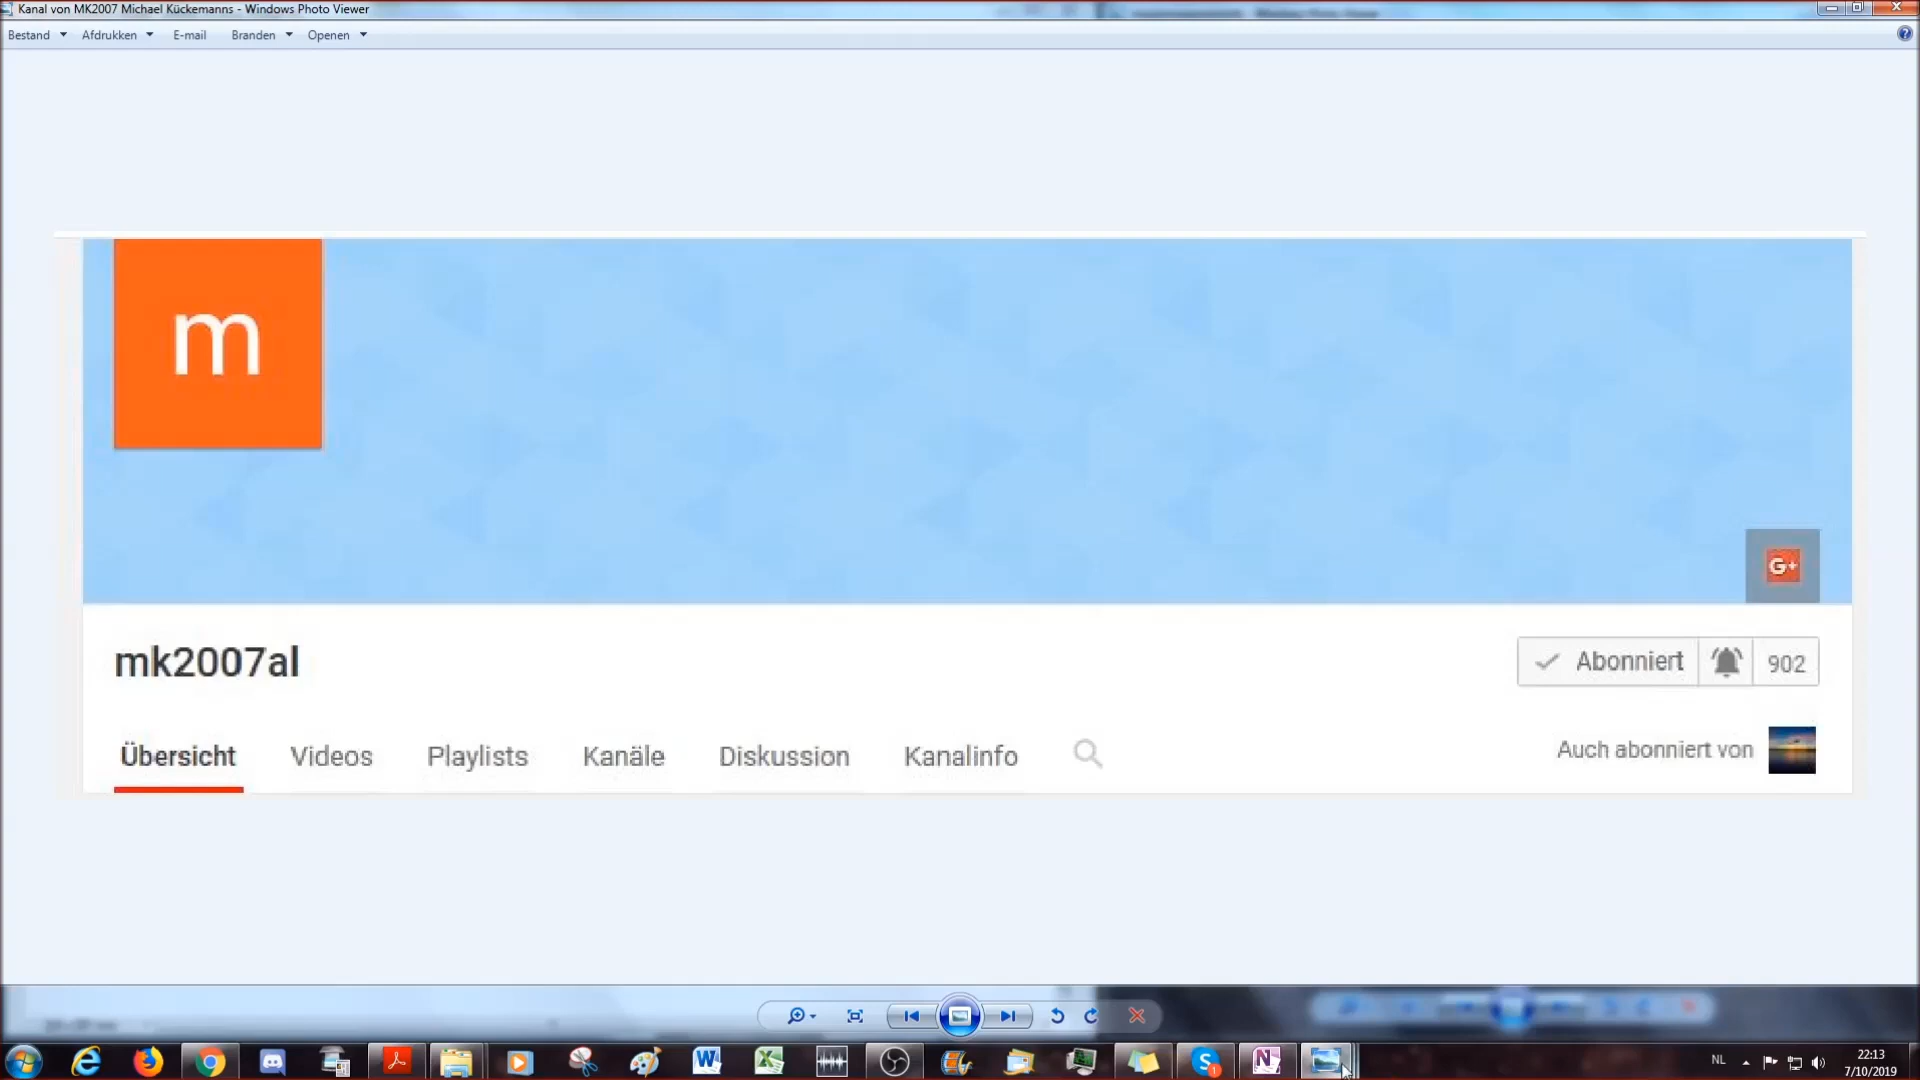 Kanal von MK2007 Michael Kückemanns - Windows Photo Viewer
Bestand Afdrukken E-mail Branden Openen
m
G+
mk2007al
Abonniert 902
Übersicht Videos Playlists Kanäle Diskussion Kanalinfo
Auch abonniert von
NL
22:13
7/10/2019